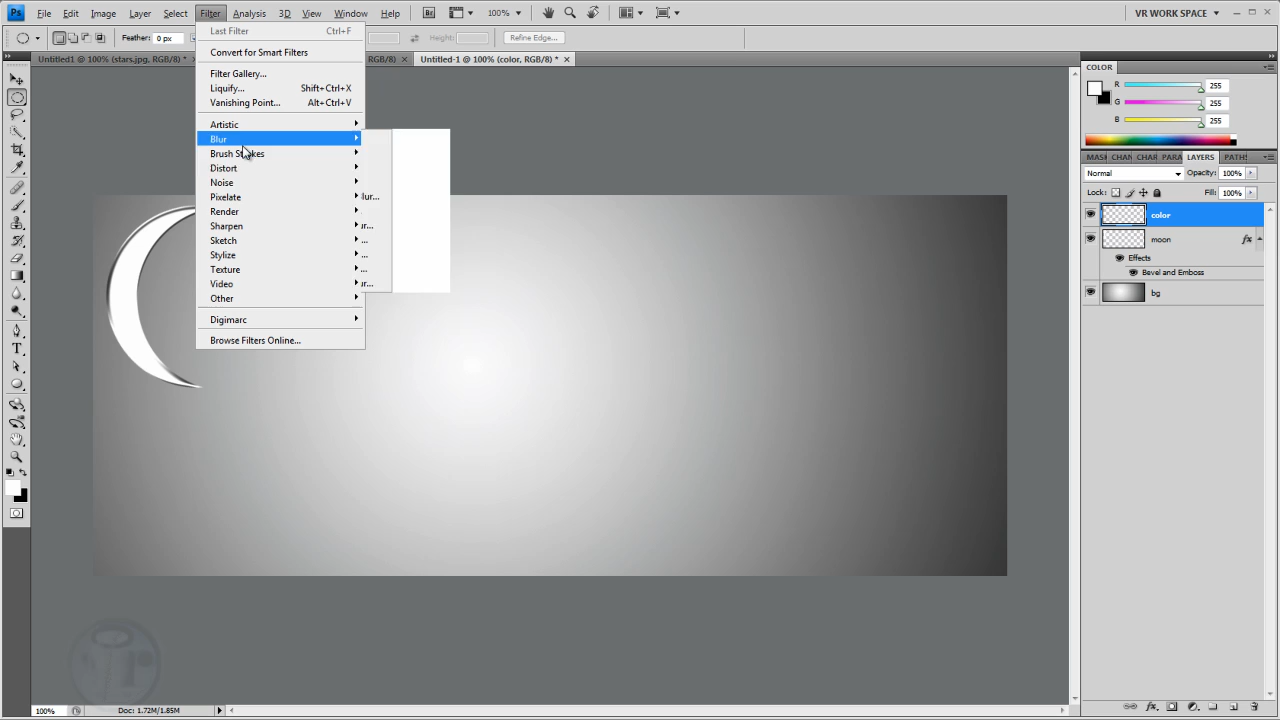 Ps File Edit Image Layer Select Filter Analysis 3D View Window Help Br 100% VR WORK SPACE
Feather: 0 px Height: Refine Edge...
Untitled1 @ 100% (stars.jpg, RGB/8) * RGB/8) Untitled-1 @ 100% (color, RGB/8) *
Last Filter Ctrl+F
Convert for Smart Filters
Filter Gallery...
Liquify... Shift+Ctrl+X
Vanishing Point... Alt+Ctrl+V
Artistic
Blur
Brush Strokes
Distort
Noise
Pixelate
Render
Sharpen
Sketch
Stylize
Texture
Video
Other
Digimarc
Browse Filters Online...
COLOR
R 255
G 255
B 255
CHAN CHAR PARA LAYERS PATHS
Normal Opacity: 100%
Lock: Fill: 100%
color
moon fx
Effects
Bevel and Emboss
bg
100% Doc: 1.72M/1.85M